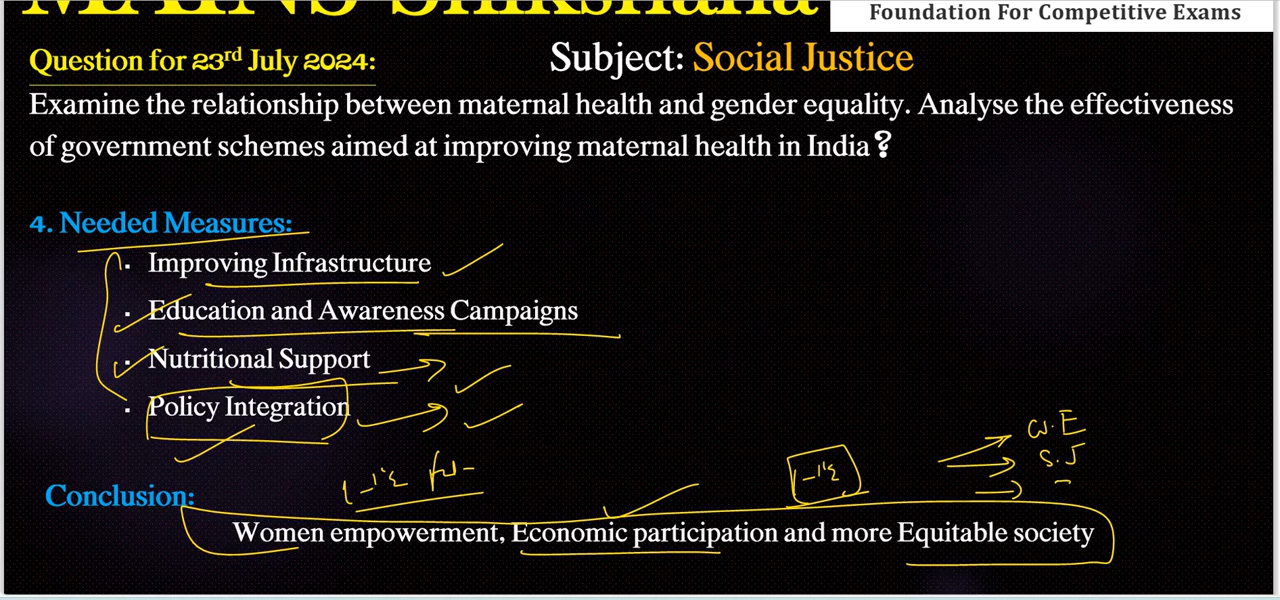 MAINS Shikshana
Foundation For Competitive Exams
Question for 23rd July 2024:
Subject: Social Justice
Examine the relationship between maternal health and gender equality. Analyse the effectiveness
of government schemes aimed at improving maternal health in India?
4. Needed Measures:
· Improving Infrastructure
· Education and Awareness Campaigns
· Nutritional Support
· Policy Integration
W.E
S.J
Conclusion:
Women empowerment, Economic participation and more Equitable society